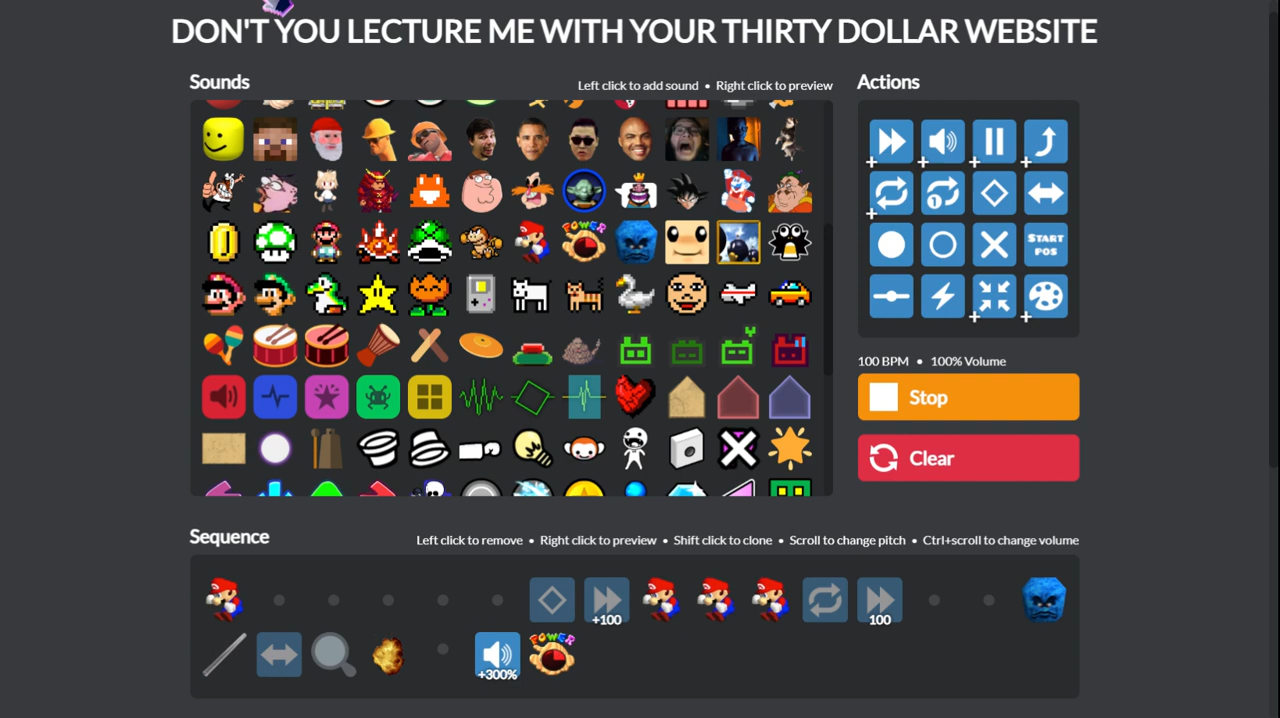 DON'T YOU LECTURE ME WITH YOUR THIRTY DOLLAR WEBSITE
Sounds
Left click to add sound • Right click to preview
Actions
POWER
1
START
POS
100 BPM • 100% Volume
Stop
Clear
Sequence
Left click to remove • Right click to preview • Shift click to clone • Scroll to change pitch • Ctrl+scroll to change volume
+100
100
+300%
POWER